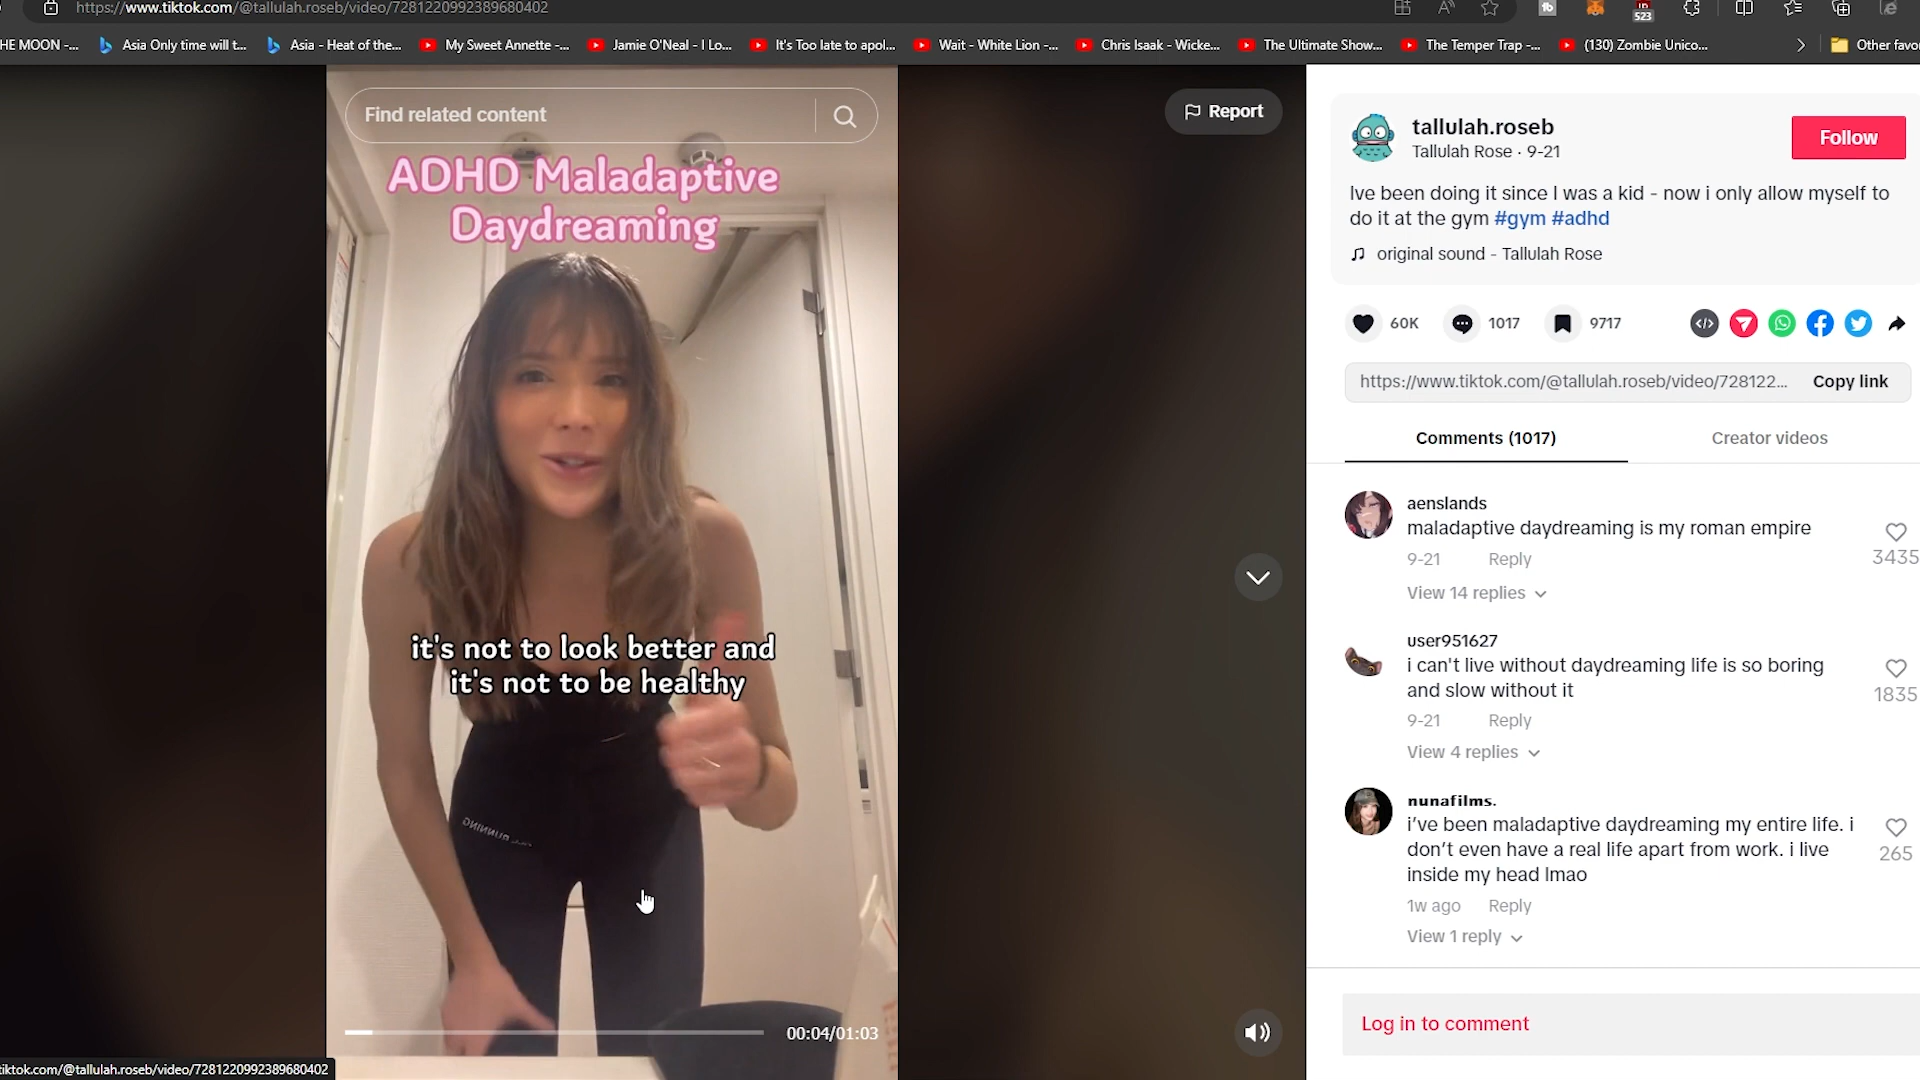 https://www.tiktok.com/@tallulah.roseb/video/7281220992389680402
523
HE MOON -...
Asia Only time will t...
Asia - Heat of the...
My Sweet Annette -...
Jamie O'Neal - I Lo...
It's Too late to apol...
Wait - White Lion -...
Chris Isaak - Wicke...
The Ultimate Show...
The Temper Trap -...
(130) Zombie Unico...
Other favo
Find related content
Report
ADHD Maladaptive
Daydreaming
it's not to look better and
it's not to be healthy
00:04/01:03
tiktok.com/@tallulah.roseb/video/7281220992389680402
tallulah.roseb
Tallulah Rose · 9-21
Follow
Ive been doing it since I was a kid - now i only allow myself to
do it at the gym #gym #adhd
original sound - Tallulah Rose
60K
1017
9717
https://www.tiktok.com/@tallulah.roseb/video/728122...
Copy link
Comments (1017)
Creator videos
aenslands
maladaptive daydreaming is my roman empire
9-21 Reply
3435
View 14 replies
user951627
i can't live without daydreaming life is so boring
and slow without it
1835
9-21 Reply
View 4 replies
nunafilms.
i've been maladaptive daydreaming my entire life. i
don't even have a real life apart from work. i live
inside my head lmao
265
1w ago Reply
View 1 reply
Log in to comment